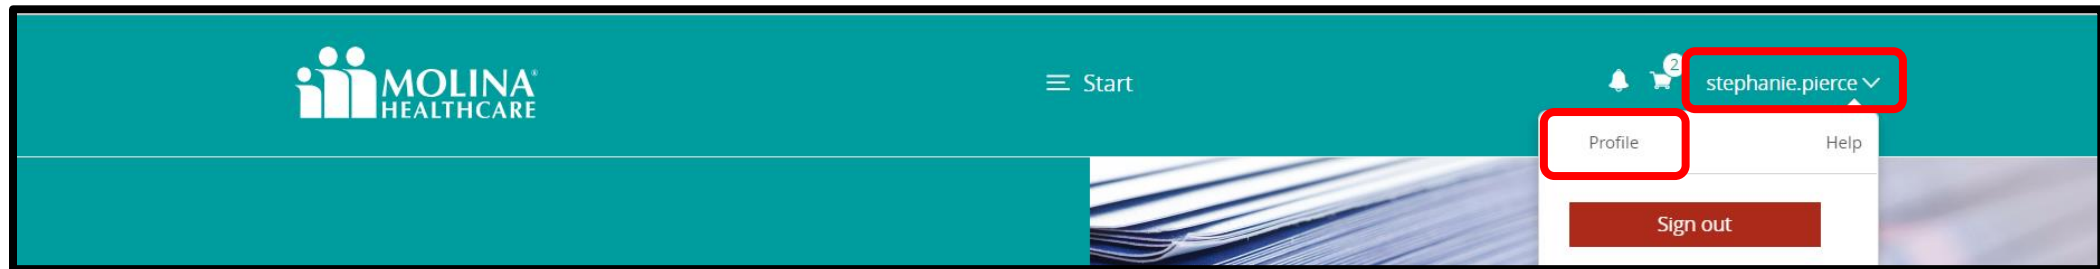 MOLINA®
HEALTHCARE
Start
2
stephanie.pierce
Profile
Help
Sign out